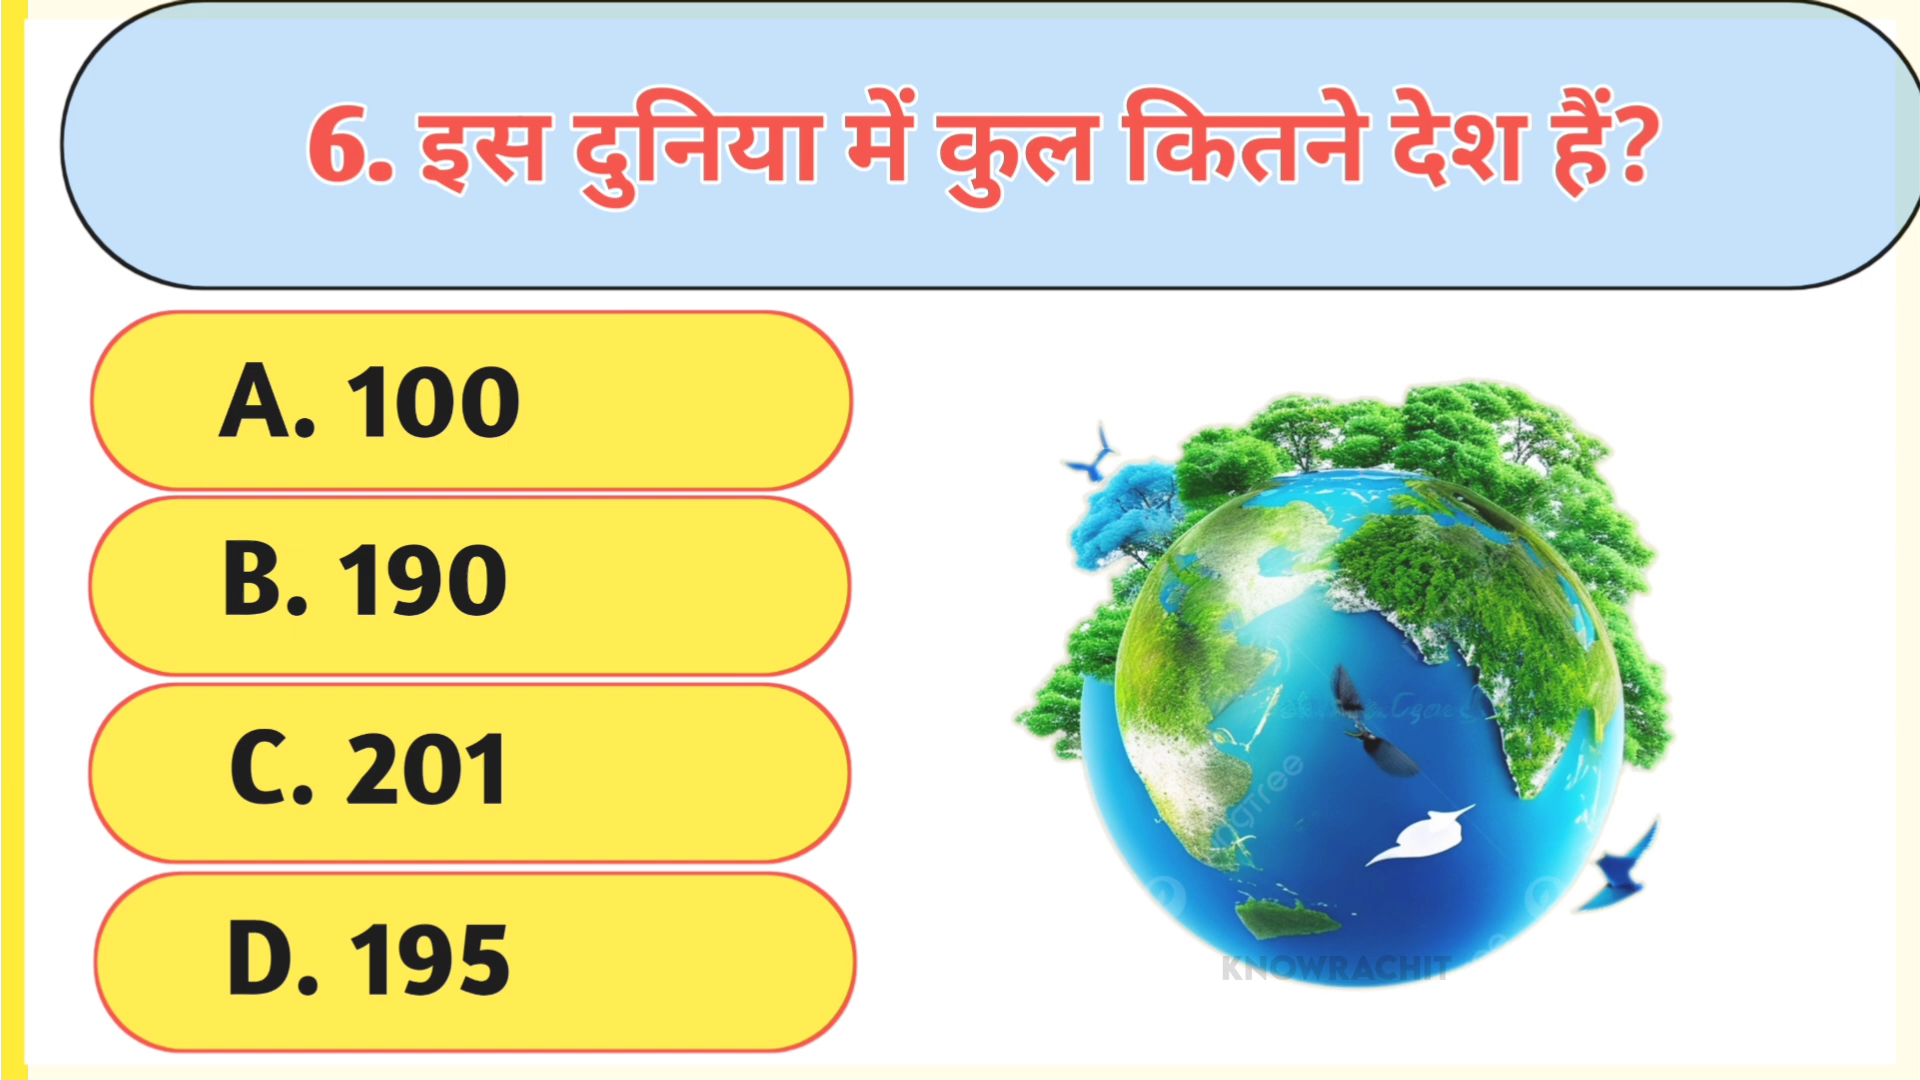 6. इस दुनिया में कुल कितने देश हैं?
A. 100
B. 190
C. 201
D. 195
KNOWRACHIT